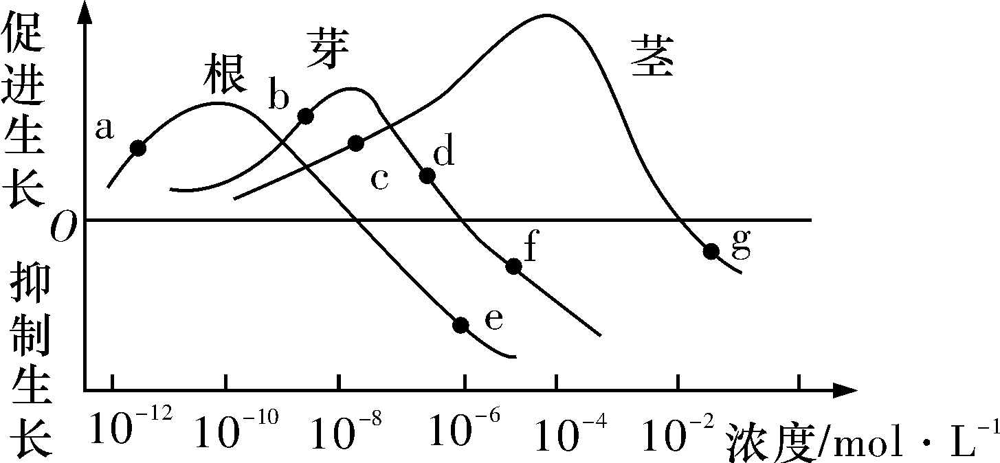 促进生长
抑制生长
O
根
芽
茎
a
b
c
d
e
f
g
10⁻¹²
10⁻¹⁰
10⁻⁸
10⁻⁶
10⁻⁴
10⁻²
浓度/mol · L⁻¹